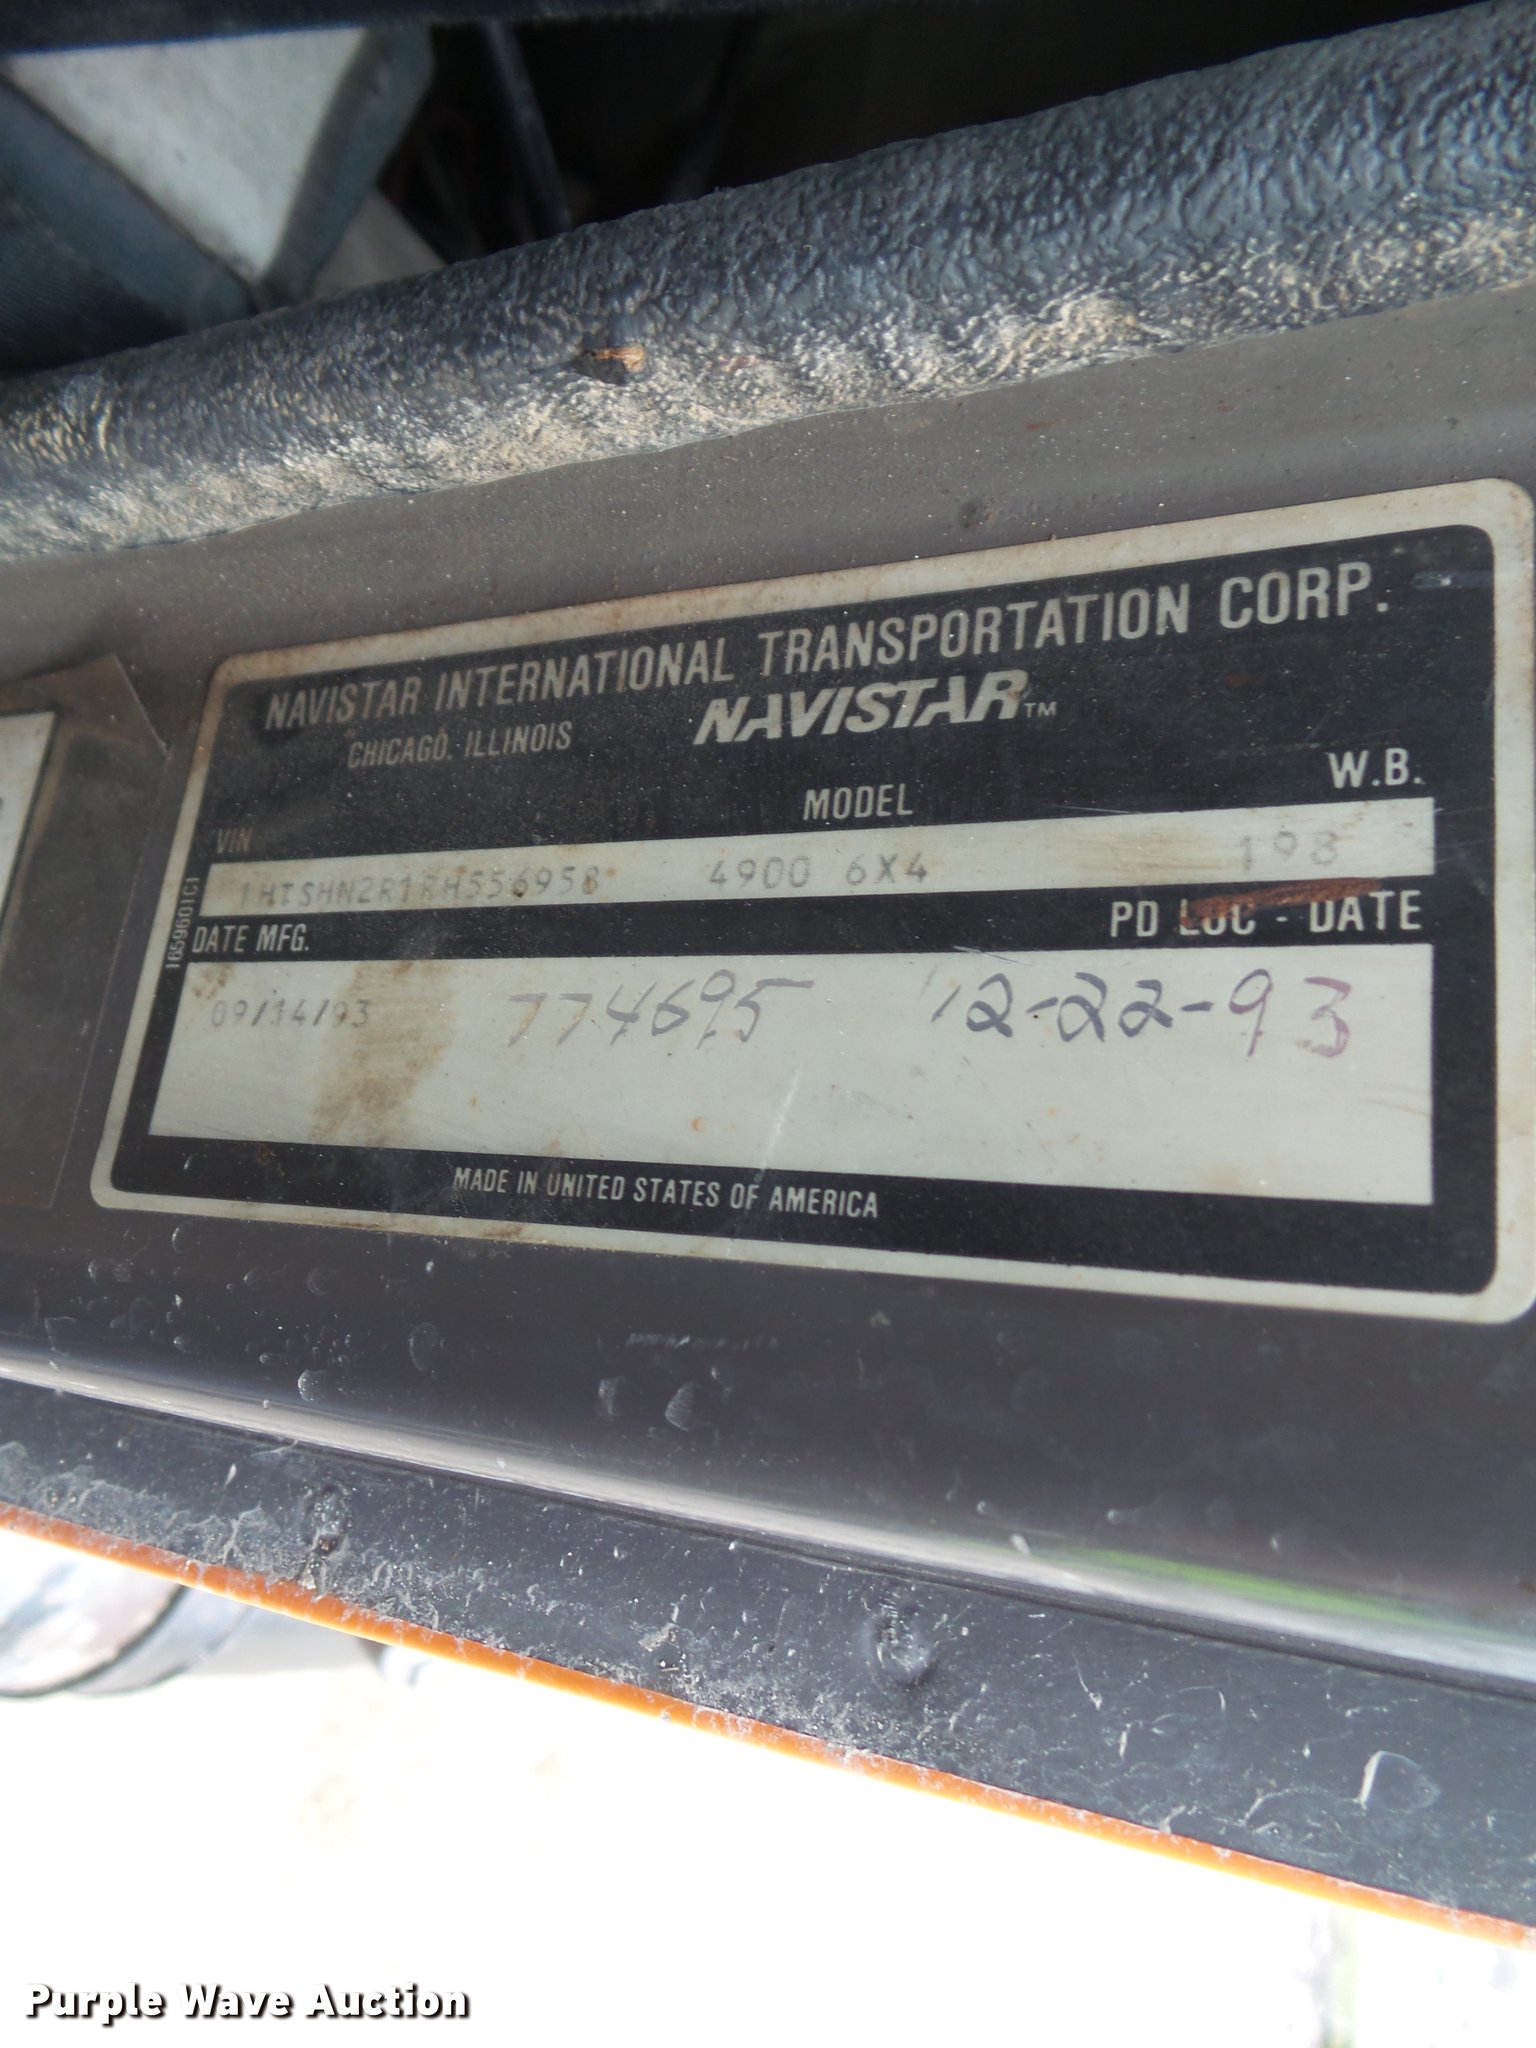 NAVISTAR INTERNATIONAL TRANSPORTATION CORP.
CHICAGO, ILLINOIS NAVISTAR™
VIN MODEL W.B.
1HTSHN2R1RH556958 4900 6X4 198
DATE MFG. PD LOC - DATE
09/14/93 774695 12-22-93
MADE IN UNITED STATES OF AMERICA
1659601C1
Purple Wave Auction